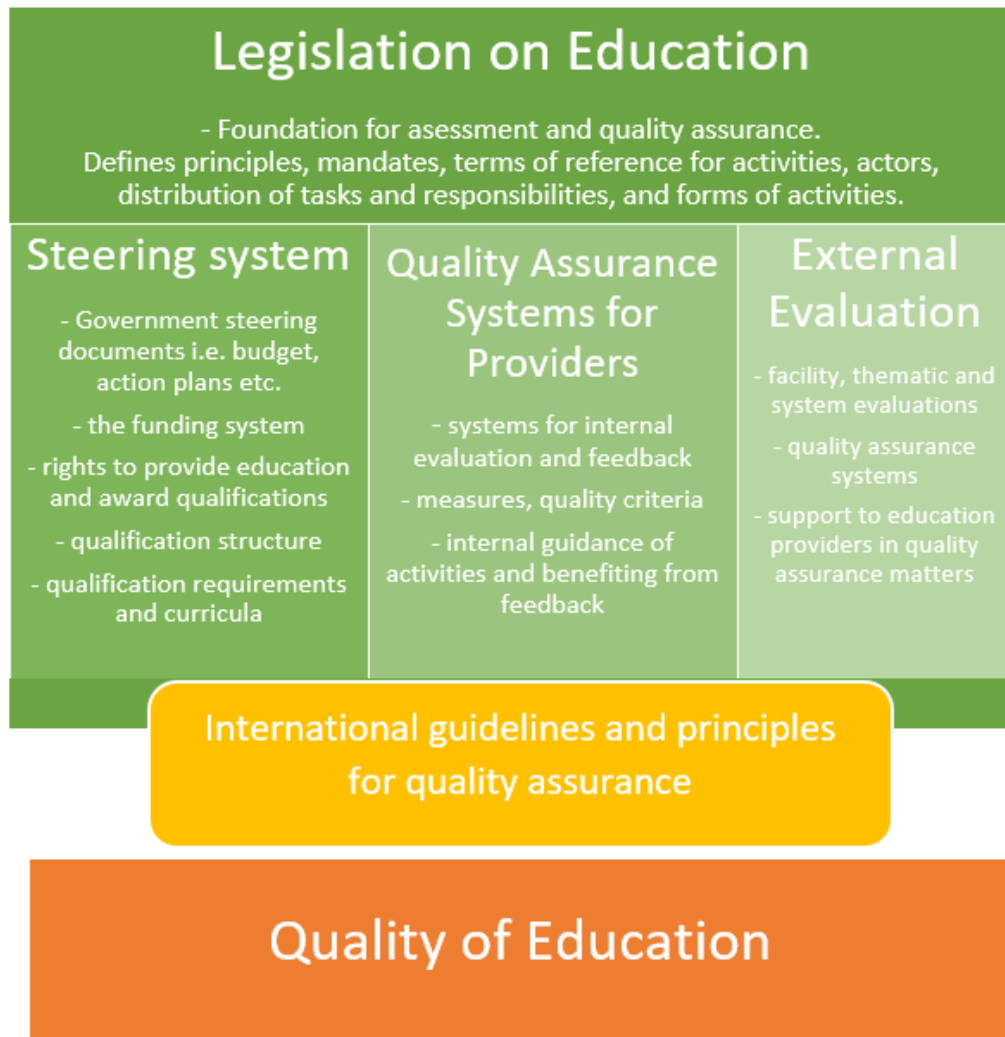 Legislation on Education
- Foundation for asessment and quality assurance.
Defines principles, mandates, terms of reference for activities, actors,
distribution of tasks and responsibilities, and forms of activities.
Steering system
- Government steering
documents i.e. budget,
action plans etc.
- the funding system
- rights to provide education
and award qualifications
- qualification structure
- qualification requirements
and curricula
Quality Assurance
Systems for
Providers
- systems for internal
evaluation and feedback
- measures, quality criteria
- internal guidance of
activities and benefiting from
feedback
External
Evaluation
- facility, thematic and
system evaluations
- quality assurance
systems
- support to education
providers in quality
assurance matters
International guidelines and principles
for quality assurance
Quality of Education